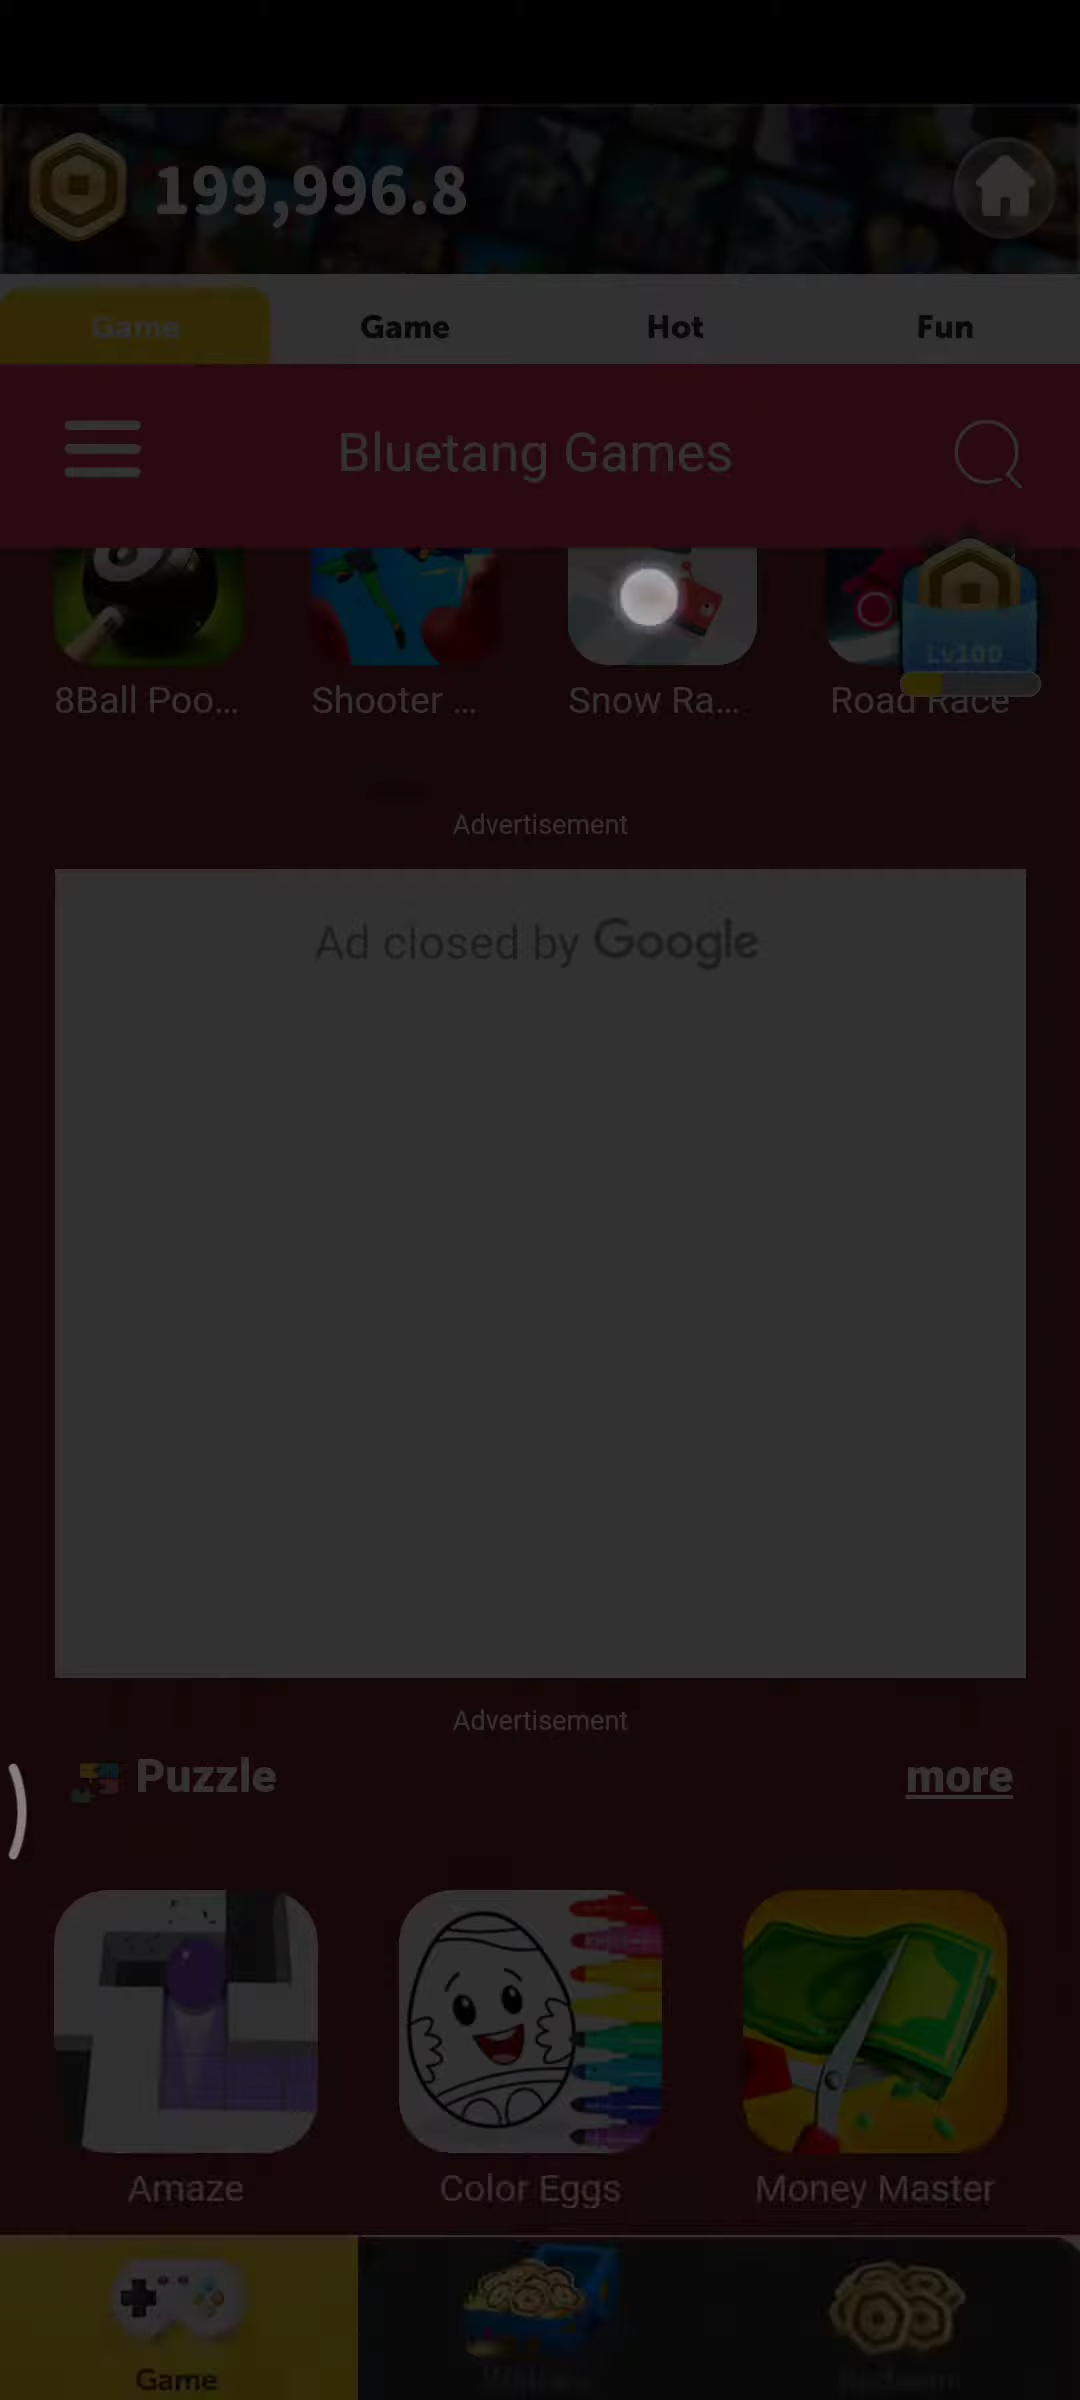 199,996.8
Game Game Hot Fun
Bluetang Games
Lv100
8Ball Poo... Shooter ... Snow Ra... Road Race
Advertisement
Ad closed by Google
Advertisement
Puzzle more
Amaze Color Eggs Money Master
Game